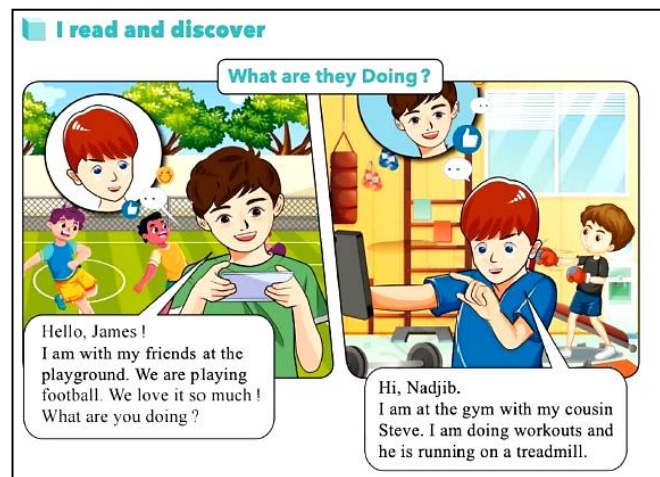 I read and discover
What are they Doing ?
Hello, James !
I am with my friends at the
playground. We are playing
football. We love it so much !
What are you doing ?
Hi, Nadjib.
I am at the gym with my cousin
Steve. I am doing workouts and
he is running on a treadmill.